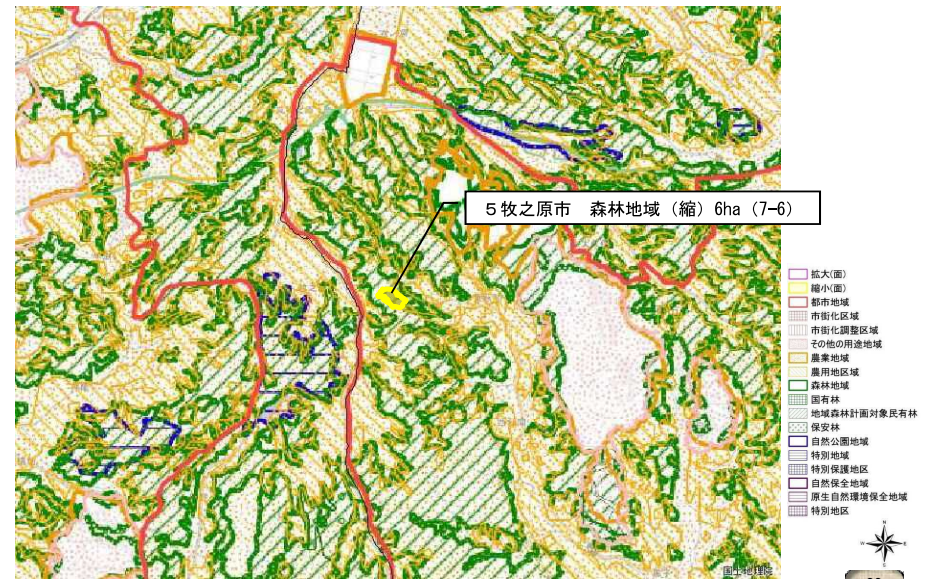 5牧之原市 森林地域（縮）6ha（7-6）
拡大(面)
縮小(面)
都市地域
市街化区域
市街化調整区域
その他の用途地域
農業地域
農用地区域
森林地域
国有林
地域森林計画対象民有林
保安林
自然公園地域
特別地域
特別保護地区
自然保全地域
原生自然環境保全地域
特別地区
N
W
E
S
国土地理院